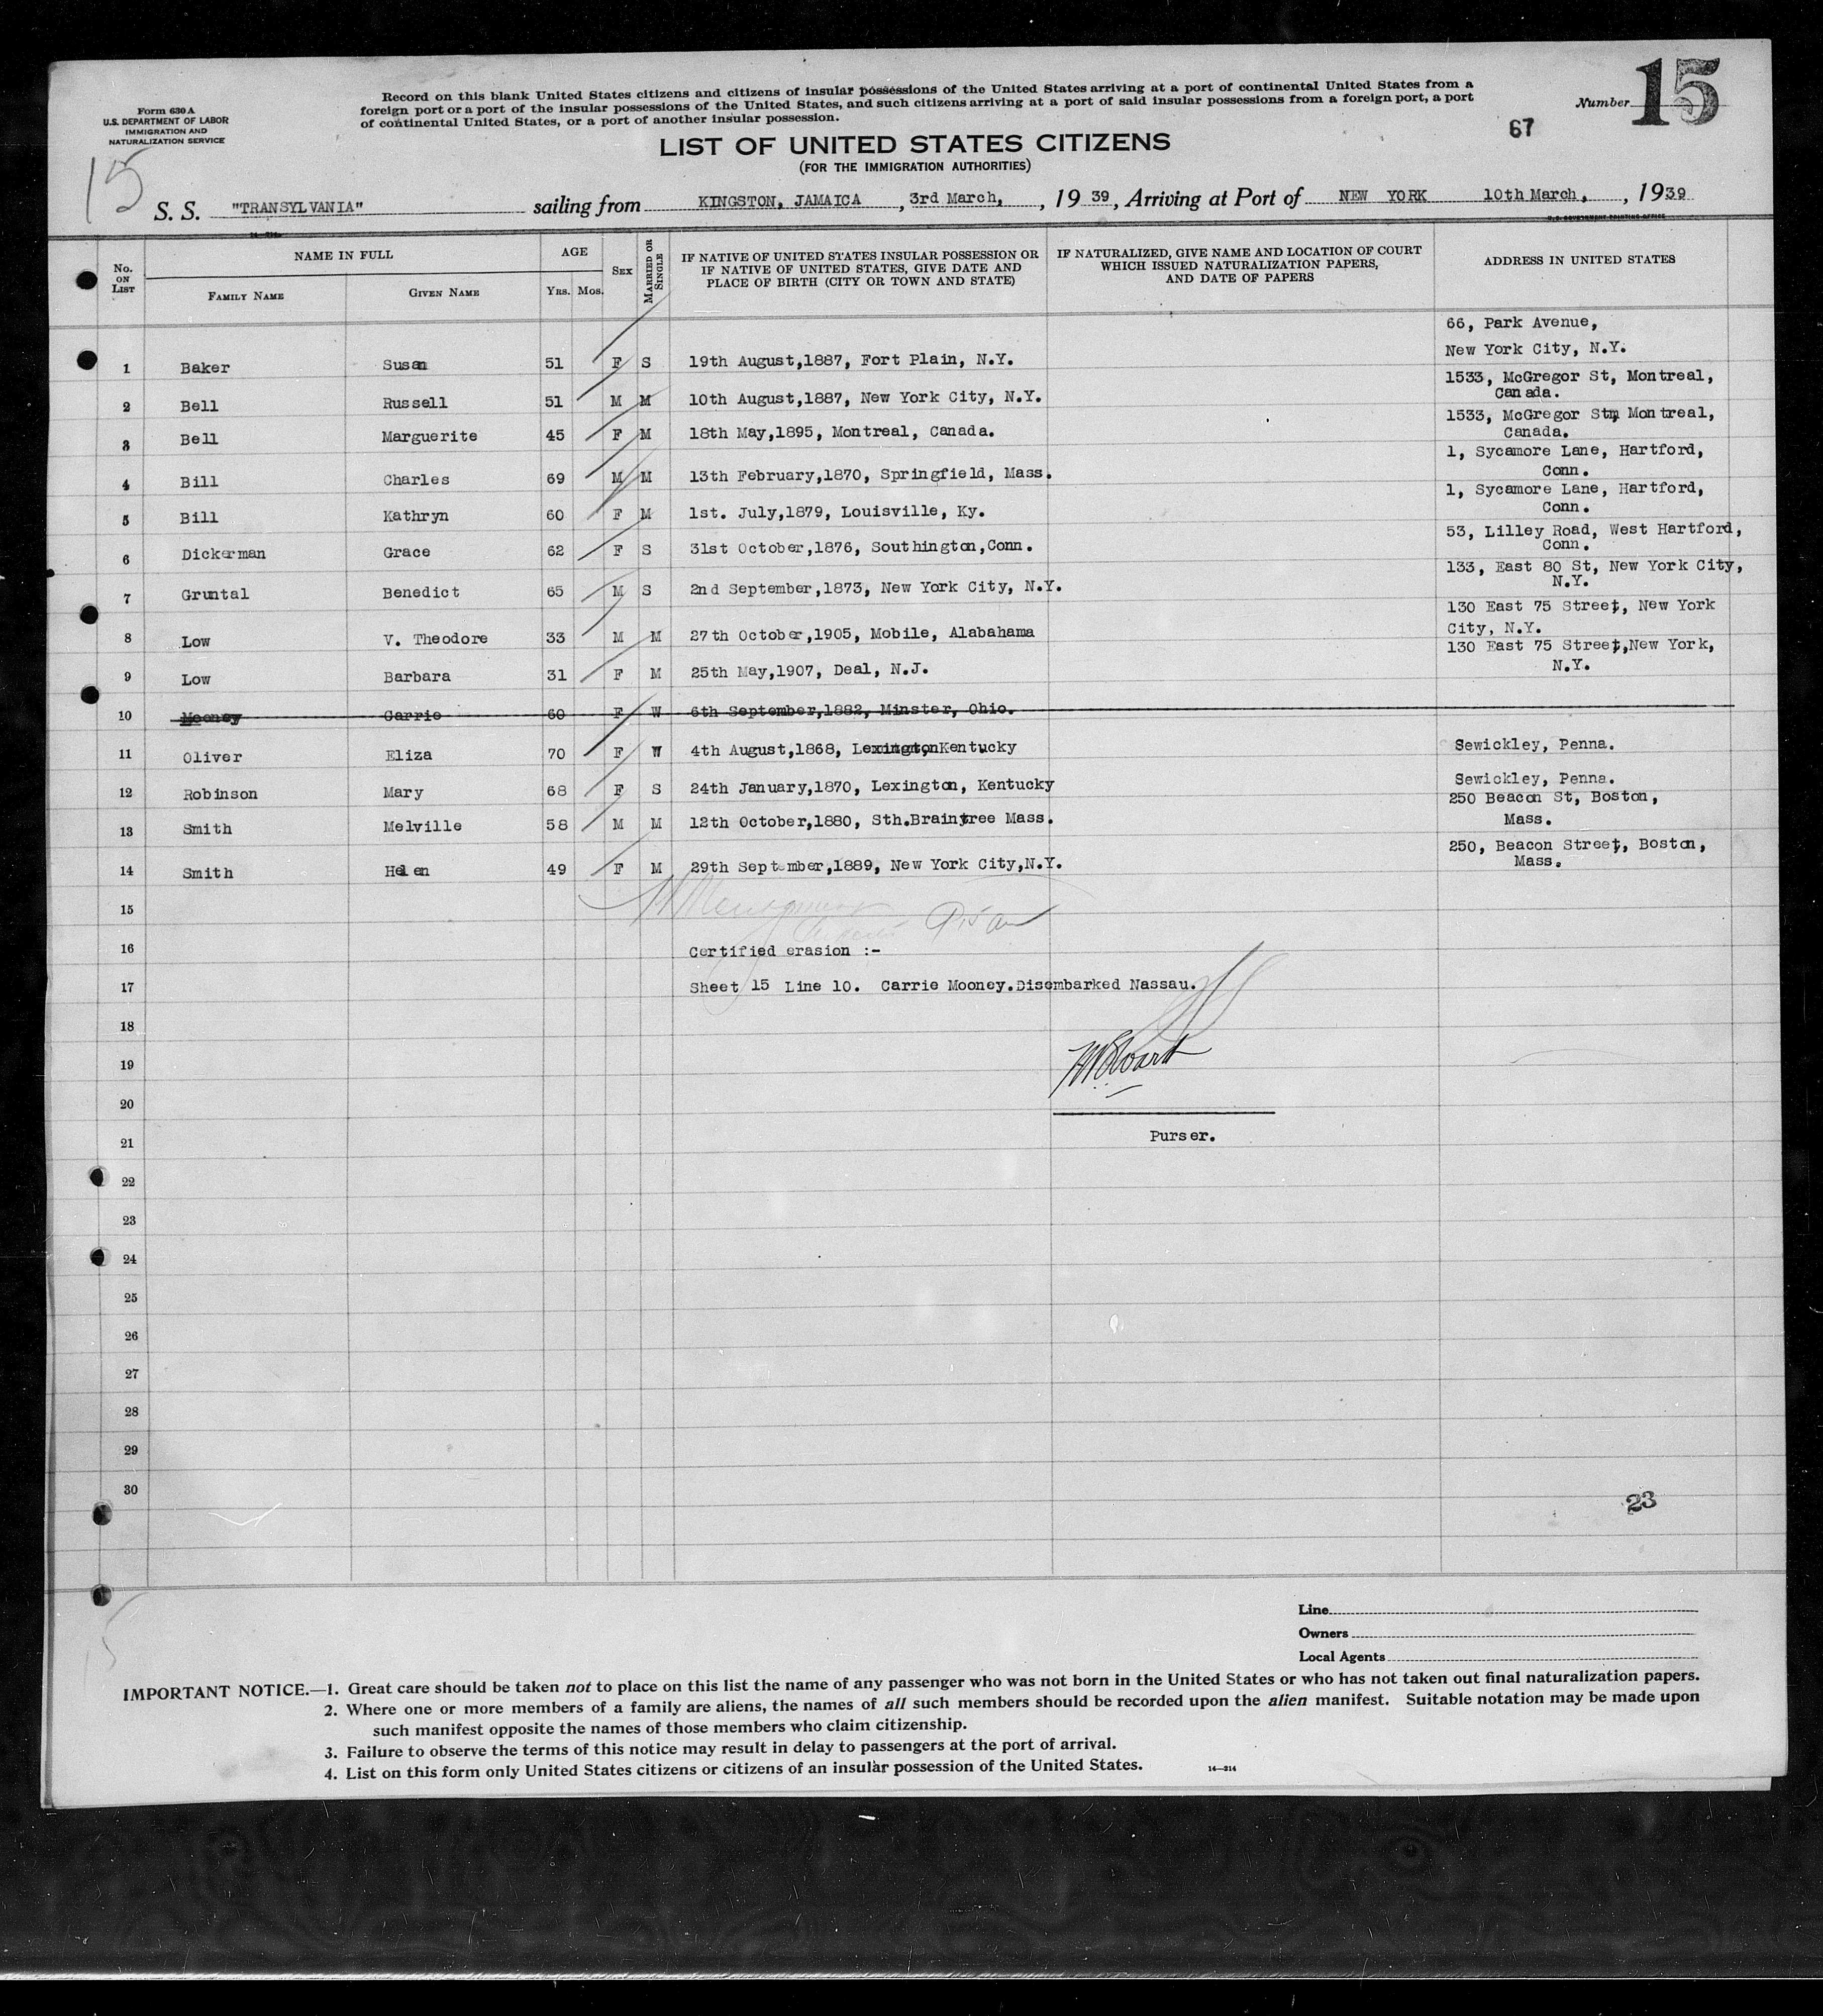 Form 630 A
U.S. DEPARTMENT OF LABOR
IMMIGRATION AND
NATURALIZATION SERVICE
Record on this blank United States citizens and citizens of insular possessions of the United States arriving at a port of continental United States from a
foreign port or a port of the insular possessions of the United States, and such citizens arriving at a port of said insular possessions from a foreign port, a port
of continental United States, or a port of another insular possession.
Number 15
67
LIST OF UNITED STATES CITIZENS
(FOR THE IMMIGRATION AUTHORITIES)
15
S. S. "TRANSYLVANIA" sailing from KINGSTON, JAMAICA , 3rd March, , 19 39, Arriving at Port of NEW YORK 10th March, , 1939
U.S. GOVERNMENT PRINTING OFFICE
14—214
No. ON LIST NAME IN FULL FAMILY NAME GIVEN NAME AGE YRS. MOS. SEX MARRIED OR SINGLE
IF NATIVE OF UNITED STATES INSULAR POSSESSION OR
IF NATIVE OF UNITED STATES, GIVE DATE AND
PLACE OF BIRTH (CITY OR TOWN AND STATE)
IF NATURALIZED, GIVE NAME AND LOCATION OF COURT
WHICH ISSUED NATURALIZATION PAPERS,
AND DATE OF PAPERS
ADDRESS IN UNITED STATES
66, Park Avenue,
New York City, N.Y.
1 Baker Susan 51 F S 19th August,1887, Fort Plain, N.Y.
1533, McGregor St, Montreal,
Canada.
2 Bell Russell 51 M M 10th August,1887, New York City, N.Y.
1533, McGregor Stm Montreal,
Canada.
3 Bell Marguerite 45 F M 18th May,1895, Montreal, Canada.
1, Sycamore Lane, Hartford,
Conn.
4 Bill Charles 69 M M 13th February,1870, Springfield, Mass.
1, Sycamore Lane, Hartford,
Conn.
5 Bill Kathryn 60 F M 1st. July,1879, Louisville, Ky.
53, Lilley Road, West Hartford,
Conn.
6 Dickerman Grace 62 F S 31st October,1876, Southington,Conn.
133, East 80 St, New York City,
N.Y.
7 Gruntal Benedict 65 M S 2nd September,1873, New York City, N.Y.
130 East 75 Street, New York
City, N.Y.
8 Low V. Theodore 33 M M 27th October,1905, Mobile, Alabahama
130 East 75 Street,New York,
N.Y.
9 Low Barbara 31 F M 25th May,1907, Deal, N.J.
10 Mooney Carrie 60 F W 6th September,1882, Minster, Ohio.
11 Oliver Eliza 70 F W 4th August,1868, Lexington,Kentucky Sewickley, Penna.
12 Robinson Mary 68 F S 24th January,1870, Lexington, Kentucky Sewickley, Penna.
250 Beacon St, Boston,
Mass.
13 Smith Melville 58 M M 12th October,1880, Sth.Braintree Mass.
250, Beacon Street, Boston,
Mass.
14 Smith Helen 49 F M 29th September,1889, New York City,N.Y.
15
16 Certified erasion :-
17 Sheet 15 Line 10. Carrie Mooney.Disembarked Nassau.
18
19
20
21 Purser.
22
23
24
25
26
27
28
29
30
23
Line
Owners
Local Agents
IMPORTANT NOTICE.—1. Great care should be taken not to place on this list the name of any passenger who was not born in the United States or who has not taken out final naturalization papers.
2. Where one or more members of a family are aliens, the names of all such members should be recorded upon the alien manifest. Suitable notation may be made upon
such manifest opposite the names of those members who claim citizenship.
3. Failure to observe the terms of this notice may result in delay to passengers at the port of arrival.
4. List on this form only United States citizens or citizens of an insular possession of the United States.
14—214